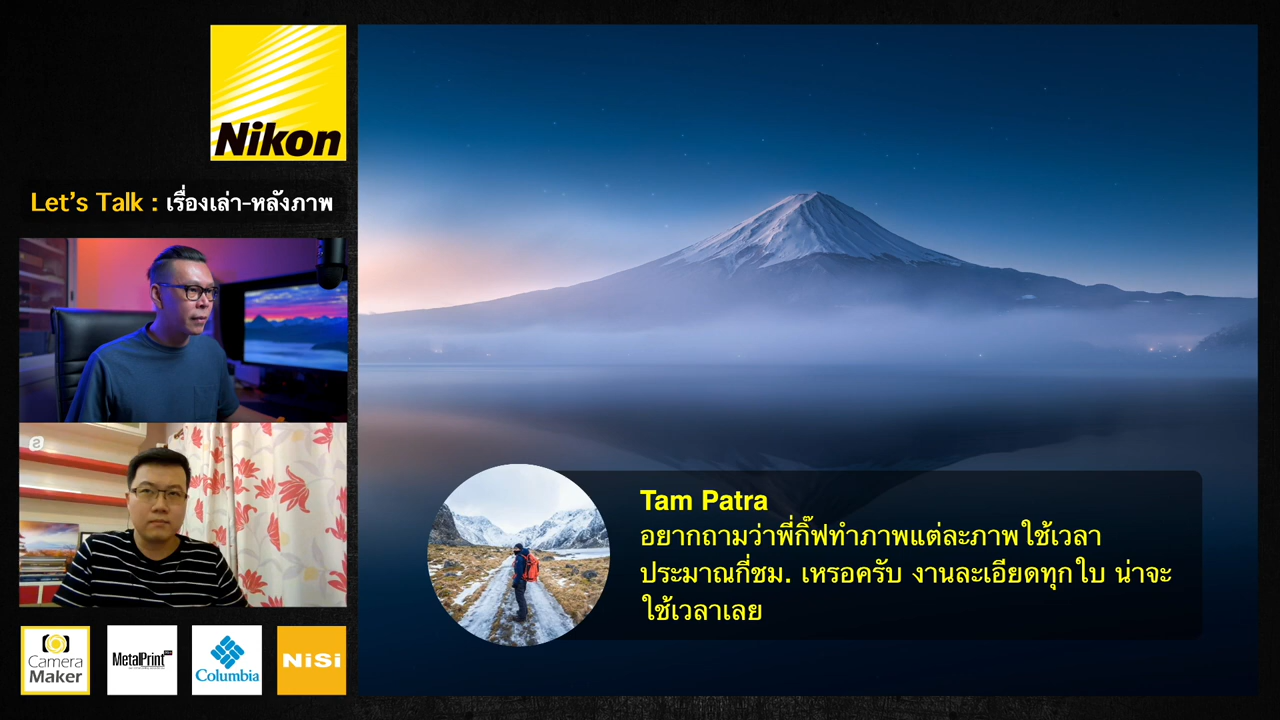 Nikon
Let's Talk : เรื่องเล่า-หลังภาพ
Tam Patra
อยากถามว่าพี่กิ๊ฟทำภาพแต่ละภาพใช้เวลา
ประมาณกี่ชม. เหรอครับ งานละเอียดทุกใบ น่าจะ
ใช้เวลาเลย
Camera
Maker
MetalPrint
Columbia
NiSi